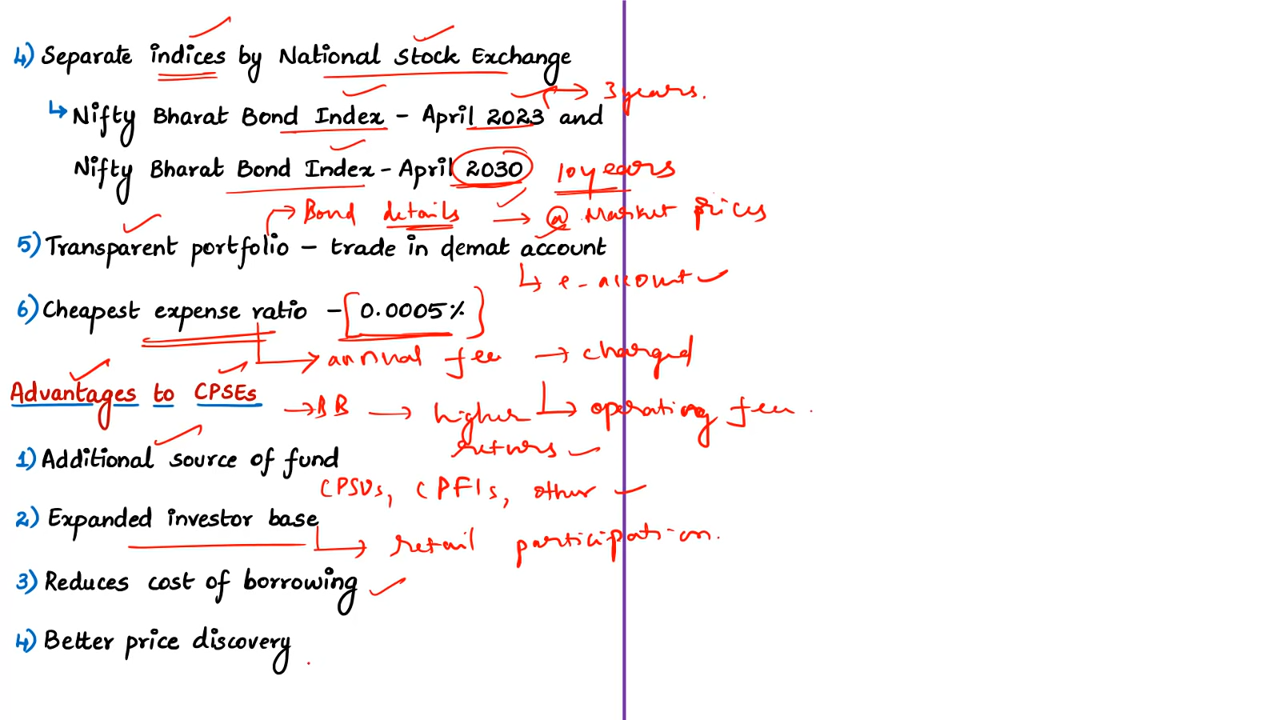 4) Separate indices by National Stock Exchange
→ 3 years.
↳ Nifty Bharat Bond Index - April 2023 and
Nifty Bharat Bond Index - April 2030 10 years
→ Bond details → @ Market prices
5) Transparent portfolio - trade in demat account
↳ e-account
6) Cheapest expense ratio - [0.0005%]
→ annual fee → charged
Advantages to CPSEs → BB → higher ↳ operating fee.
returns
1) Additional source of fund
CPSUs, CPFIs, other
2) Expanded investor base
↳ retail participation.
3) Reduces cost of borrowing
4) Better price discovery